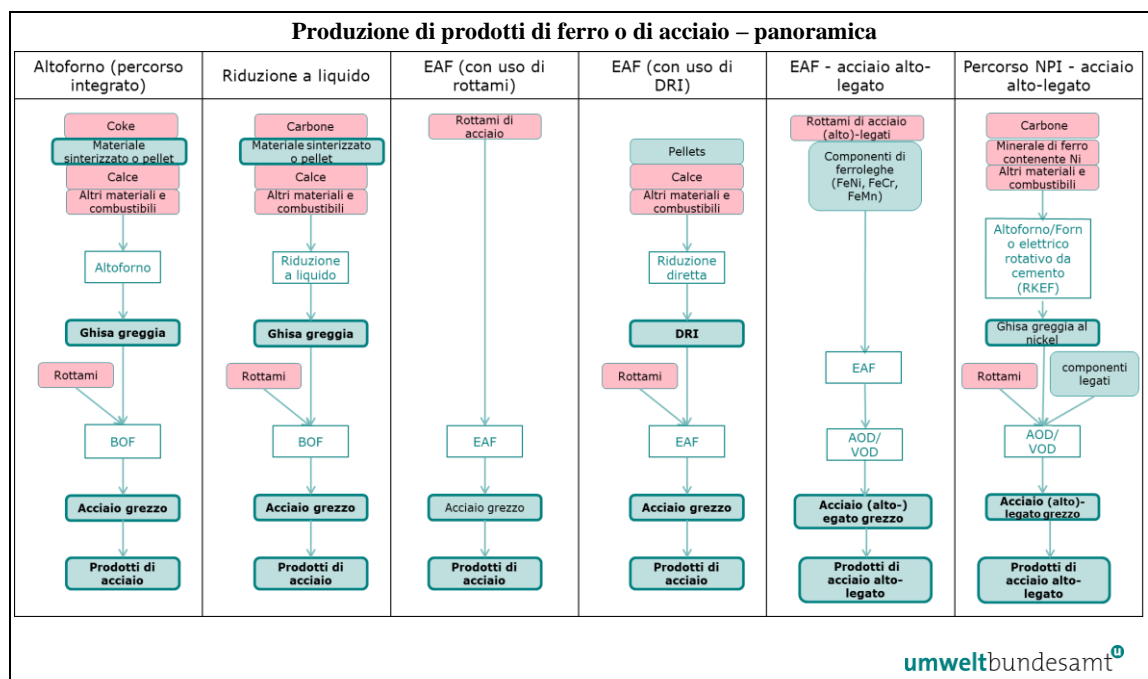 Produzione di prodotti di ferro o di acciaio – panoramica
Altoforno (percorso
integrato)
Coke
Materiale
sinterizzato o pellet
Calce
Altri materiali e
combustibili
Altoforno
Ghisa greggia
Rottami
BOF
Acciaio grezzo
Prodotti di
acciaio
Riduzione a liquido
Carbone
Materiale sinterizzato
o pellet
Calce
Altri materiali e
combustibili
Riduzione
a liquido
Ghisa greggia
Rottami
BOF
Acciaio grezzo
Prodotti di
acciaio
EAF (con uso di
rottami)
Rottami di
acciaio
EAF
Acciaio grezzo
Prodotti di
acciaio
EAF (con uso di
DRI)
Pellets
Calce
Altri materiali e
combustibili
Riduzione
diretta
DRI
Rottami
EAF
Acciaio grezzo
Prodotti di
acciaio
EAF - acciaio alto-
legato
Rottami di acciaio
(alto)-legati
Componenti di
ferroleghe
(FeNi, FeCr,
FeMn)
EAF
AOD/
VOD
Acciaio (alto-)
egato grezzo
Prodotti di
acciaio alto-
legato
Percorso NPI - acciaio
alto-legato
Carbone
Minerale di ferro
contenente Ni
Altri materiali e
combustibili
Altoforno/Forn
o elettrico
rotativo da
cemento
(RKEF)
Ghisa greggia al
nickel
Rottami
componenti
legati
AOD/
VOD
Acciaio (alto)-
legato grezzo
Prodotti di
acciaio alto-
legato
umweltbundesamt